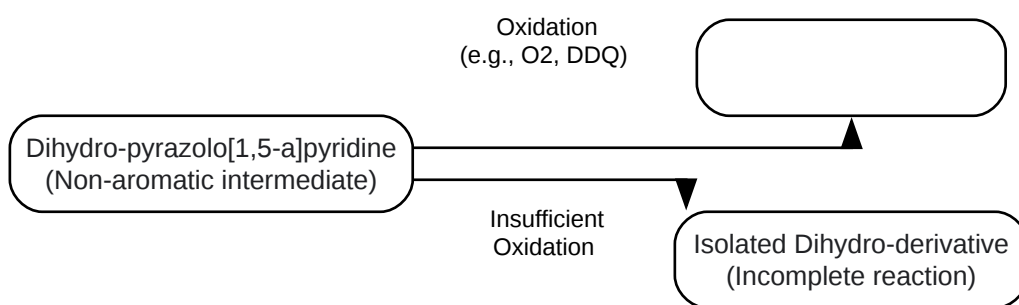 Oxidation
(e.g., O2, DDQ)
Dihydro-pyrazolo[1,5-a]pyridine
(Non-aromatic intermediate)
Insufficient
Oxidation
Isolated Dihydro-derivative
(Incomplete reaction)